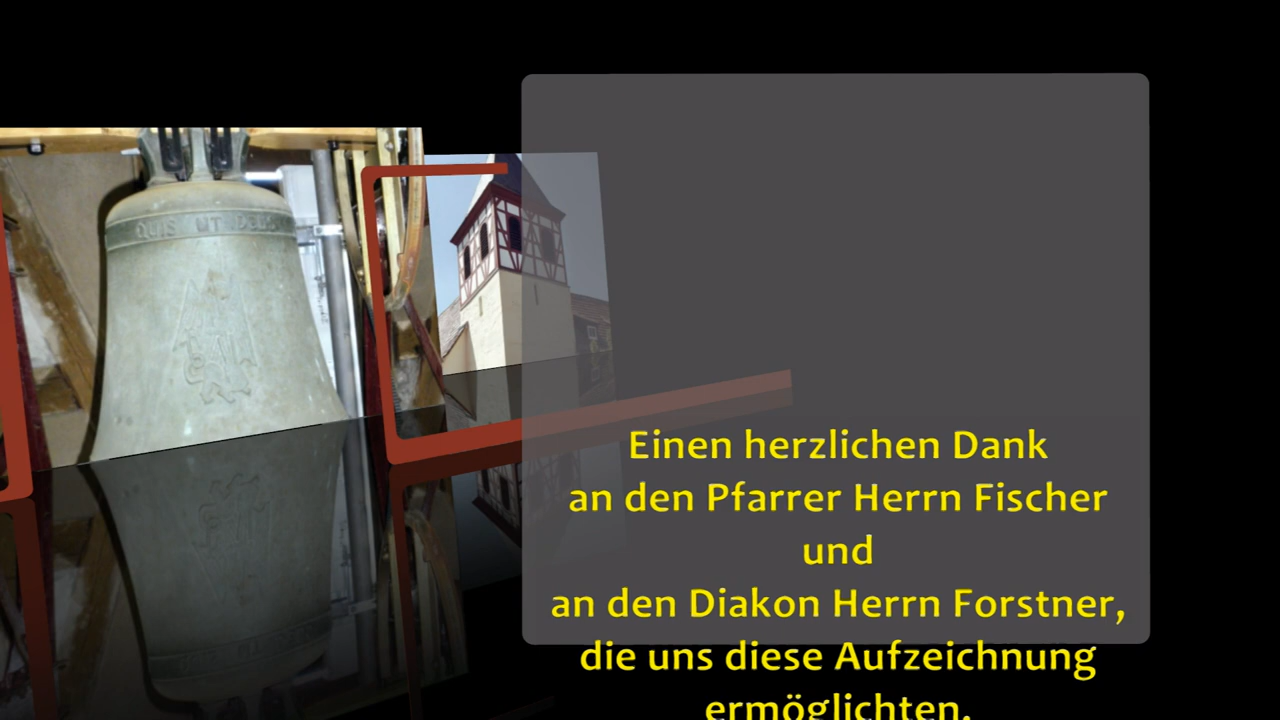 QUIS UT DEUS
Einen herzlichen Dank
an den Pfarrer Herrn Fischer
und
an den Diakon Herrn Forstner,
die uns diese Aufzeichnung
ermöglichten.